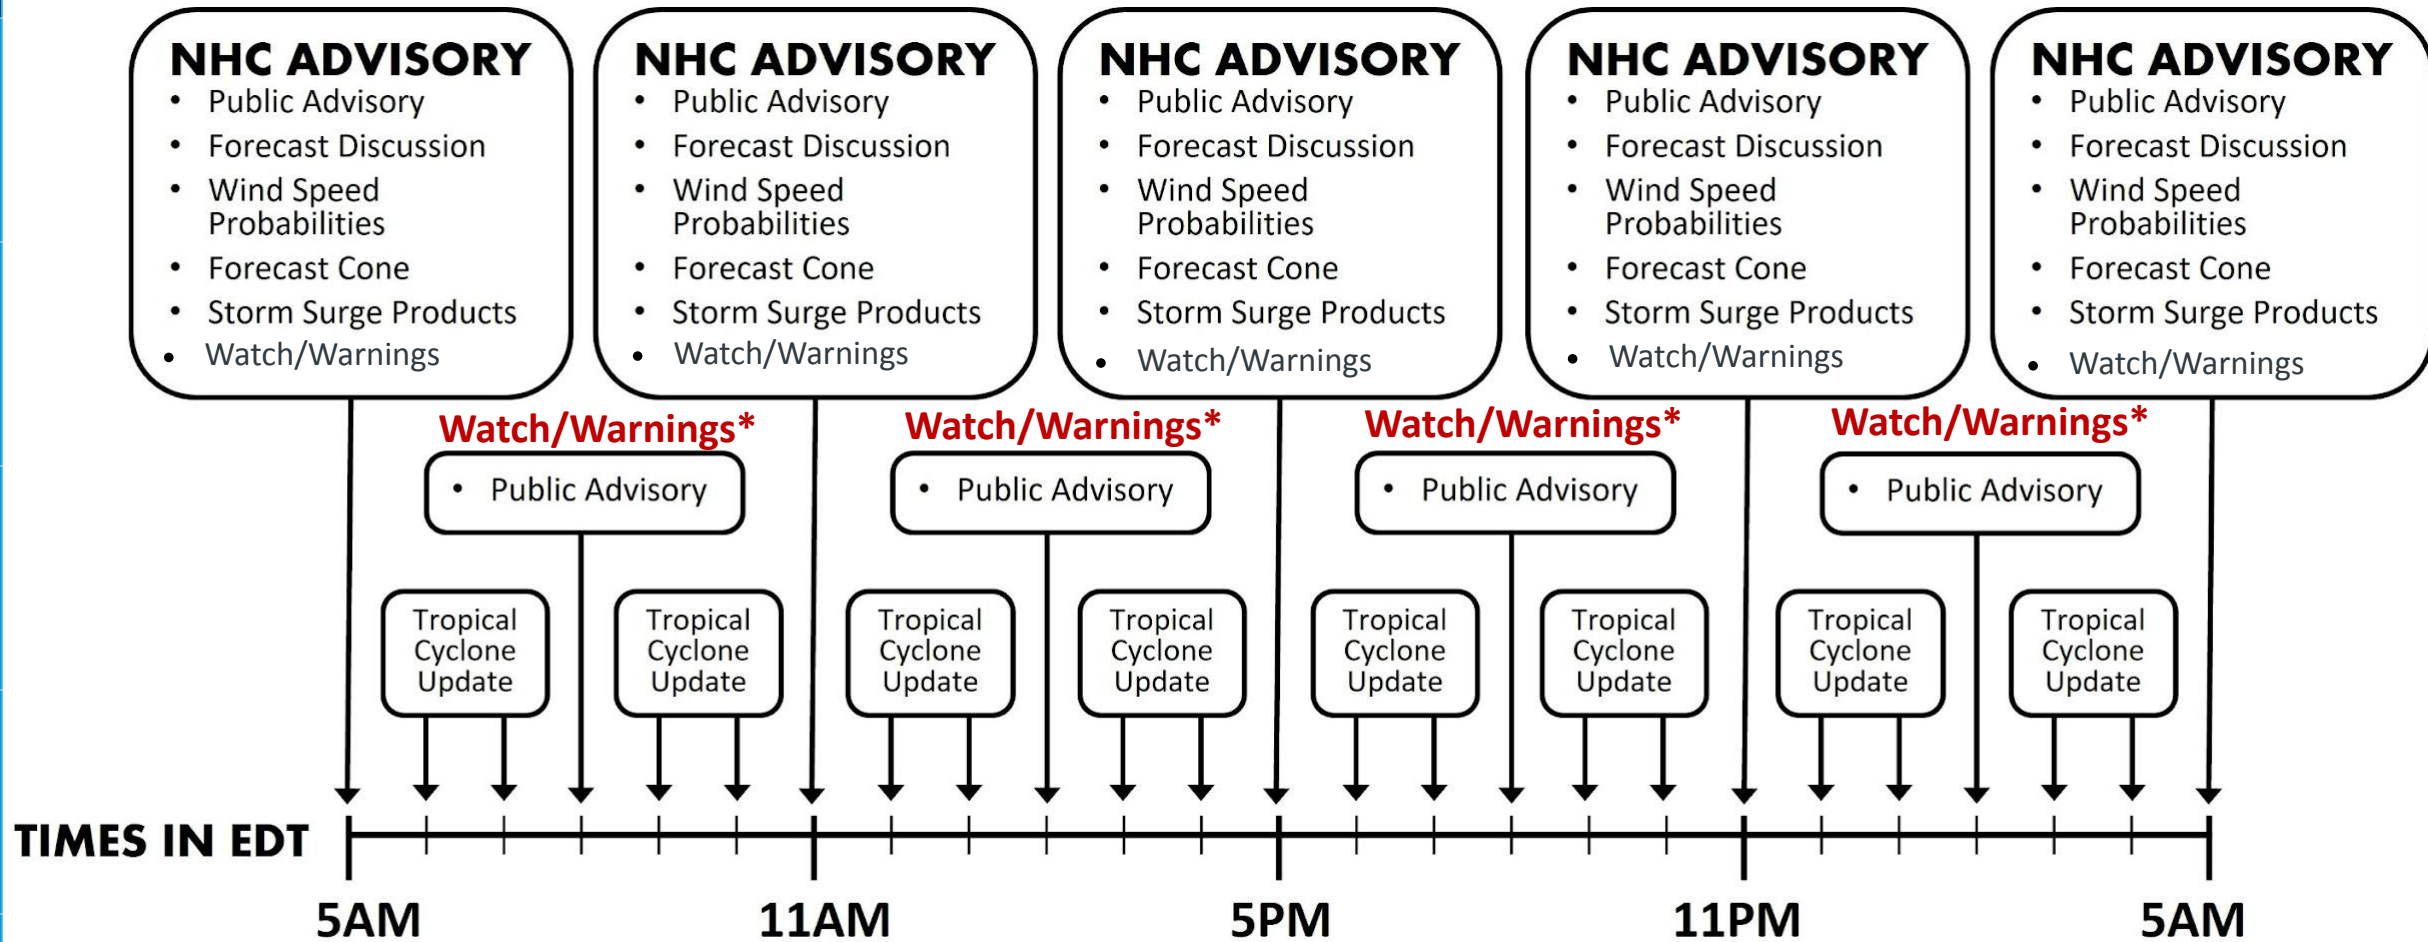 NHC ADVISORY
• Public Advisory
• Forecast Discussion
• Wind Speed
Probabilities
• Forecast Cone
• Storm Surge Products
• Watch/Warnings
NHC ADVISORY
• Public Advisory
• Forecast Discussion
• Wind Speed
Probabilities
• Forecast Cone
• Storm Surge Products
• Watch/Warnings
NHC ADVISORY
• Public Advisory
• Forecast Discussion
• Wind Speed
Probabilities
• Forecast Cone
• Storm Surge Products
• Watch/Warnings
NHC ADVISORY
• Public Advisory
• Forecast Discussion
• Wind Speed
Probabilities
• Forecast Cone
• Storm Surge Products
• Watch/Warnings
NHC ADVISORY
• Public Advisory
• Forecast Discussion
• Wind Speed
Probabilities
• Forecast Cone
• Storm Surge Products
• Watch/Warnings
Watch/Warnings*
• Public Advisory
Watch/Warnings*
• Public Advisory
Watch/Warnings*
• Public Advisory
Watch/Warnings*
• Public Advisory
Tropical
Cyclone
Update
Tropical
Cyclone
Update
Tropical
Cyclone
Update
Tropical
Cyclone
Update
Tropical
Cyclone
Update
Tropical
Cyclone
Update
Tropical
Cyclone
Update
Tropical
Cyclone
Update
TIMES IN EDT
5AM
11AM
5PM
11PM
5AM